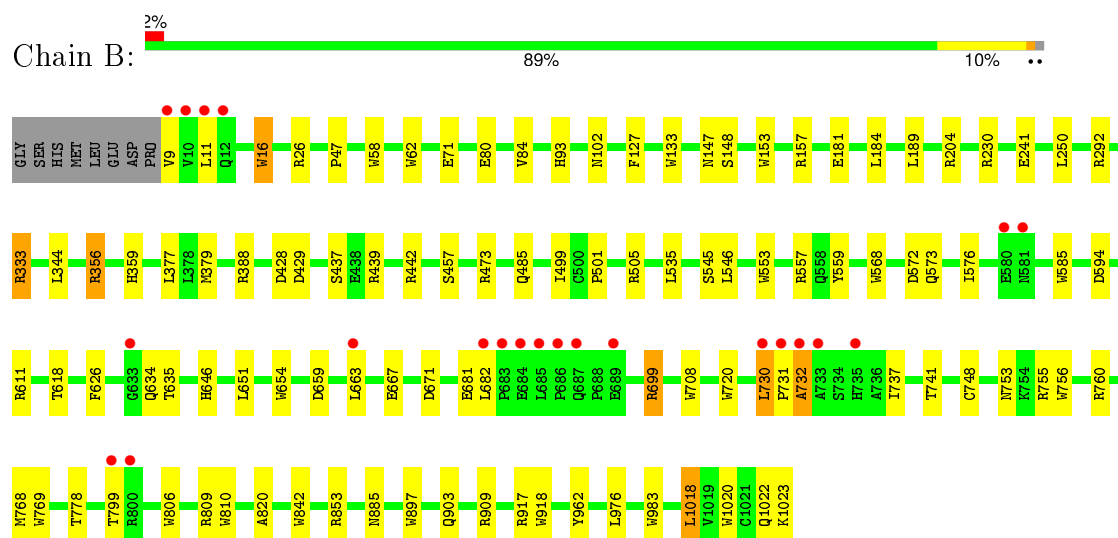 2%
Chain B:
89% 10% ••
GLY SER HIS MET LEU GLU ASP PRO V9 V10 L11 Q12 W16 R26 P47 W58 W62 E71 E80 V84 H93 N102 F127 W133 N147 S148 W153 R157 E181 L184 L189 R204 R230 E241 L250 R292
R333 L344 R356 H359 L377 L378 M379 R388 D428 D429 S437 E438 R439 R442 S457 R473 Q485 I499 C500 P501 R505 L535 S545 L546 W553 R557 Q558 Y559 W568 D572 Q573 I576 E580 N581 W585 D594
R611 T618 F626 G633 Q634 T635 H646 L651 W654 D659 L663 E667 D671 E681 L682 P683 E684 L685 P686 Q687 P688 E689 R699 W708 W720 L730 P731 A732 A733 S734 H735 A736 I737 T741 C748 N753 K754 R755 W756 R760
M768 W769 T778 T799 R800 W806 R809 W810 A820 W842 R853 N885 W897 Q903 R909 R917 W918 Y962 L976 W983 L1018 V1019 W1020 C1021 Q1022 K1023